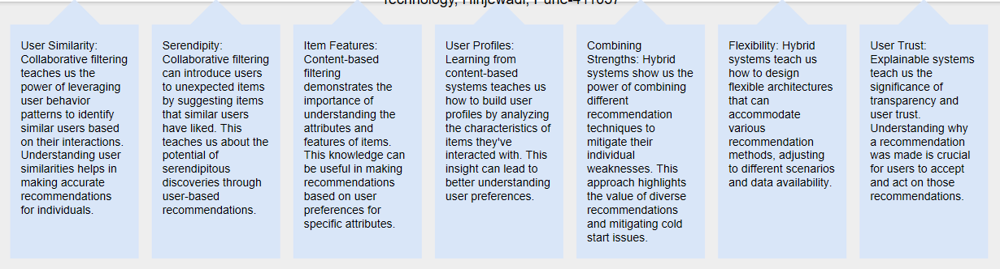 Technology, Hinjewadi, Pune-411057
User Similarity:
Collaborative filtering
teaches us the
power of leveraging
user behavior
patterns to identify
similar users based
on their interactions.
Understanding user
similarities helps in
making accurate
recommendations
for individuals.
Serendipity:
Collaborative filtering
can introduce users
to unexpected items
by suggesting items
that similar users
have liked. This
teaches us about the
potential of
serendipitous
discoveries through
user-based
recommendations.
Item Features:
Content-based
filtering
demonstrates the
importance of
understanding the
attributes and
features of items.
This knowledge can
be useful in making
recommendations
based on user
preferences for
specific attributes.
User Profiles:
Learning from
content-based
systems teaches us
how to build user
profiles by analyzing
the characteristics of
items they've
interacted with. This
insight can lead to
better understanding
user preferences.
Combining
Strengths: Hybrid
systems show us the
power of combining
different
recommendation
techniques to
mitigate their
individual
weaknesses. This
approach highlights
the value of diverse
recommendations
and mitigating cold
start issues.
Flexibility: Hybrid
systems teach us
how to design
flexible architectures
that can
accommodate
various
recommendation
methods, adjusting
to different scenarios
and data availability.
User Trust:
Explainable systems
teach us the
significance of
transparency and
user trust.
Understanding why
a recommendation
was made is crucial
for users to accept
and act on those
recommendations.